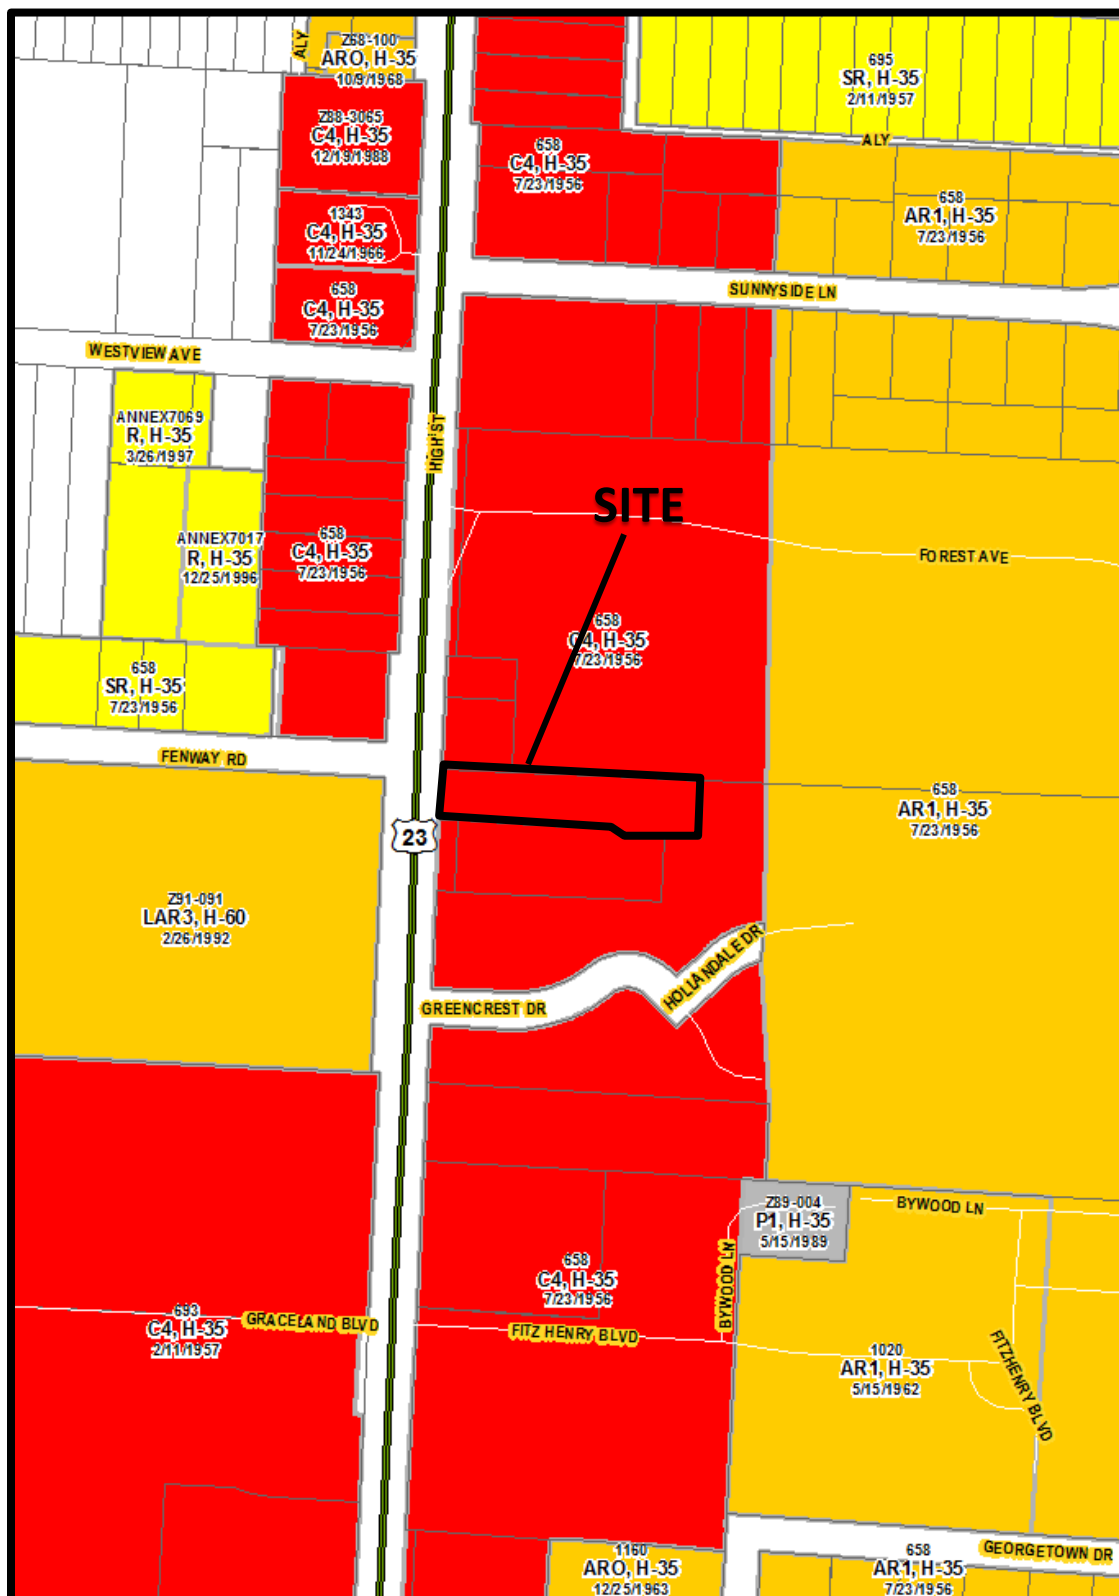 ALY
Z68-100
ARO, H-35
10/9/1968
695
SR, H-35
2/11/1957
Z88-3065
C4, H-35
12/19/1988
658
C4, H-35
7/23/1956
ALY
658
AR1, H-35
7/23/1956
1343
C4, H-35
11/24/1966
658
C4, H-35
7/23/1956
SUNNYSIDE LN
WESTVIEW AVE
ANNEX7069
R, H-35
3/26/1997
HIGH ST
SITE
ANNEX7017
R, H-35
12/25/1996
658
C4, H-35
7/23/1956
FOREST AVE
658
C4, H-35
7/23/1956
658
SR, H-35
7/23/1956
FENWAY RD
23
658
AR1, H-35
7/23/1956
Z91-091
LAR3, H-60
2/26/1992
HOLLANDALE DR
GREENCREST DR
Z89-004
P1, H-35
5/15/1989
BYWOOD LN
BYWOOD LN
658
C4, H-35
7/23/1956
693
C4, H-35
2/11/1957
GRACELAND BLVD
FITZ HENRY BLVD
1020
AR1, H-35
5/15/1962
FITZHENRY BLVD
1160
ARO, H-35
12/25/1963
658
AR1, H-35
7/23/1956
GEORGETOWN DR